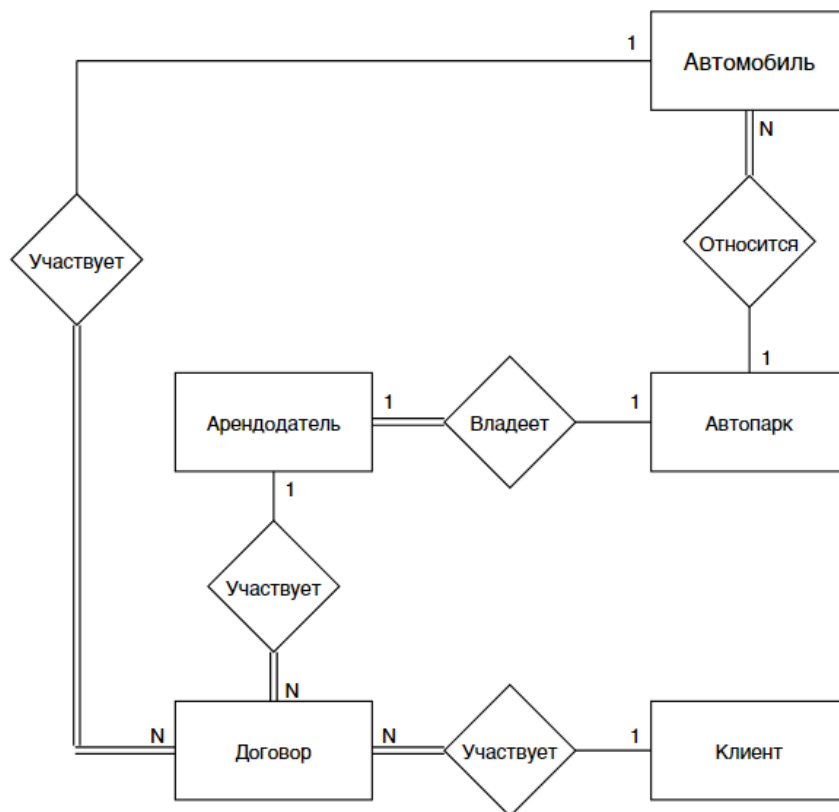 1
Автомобиль
N
Участвует
Относится
1
Арендодатель
1
Владеет
1
Автопарк
1
Участвует
N
N
Договор
N
Участвует
1
Клиент